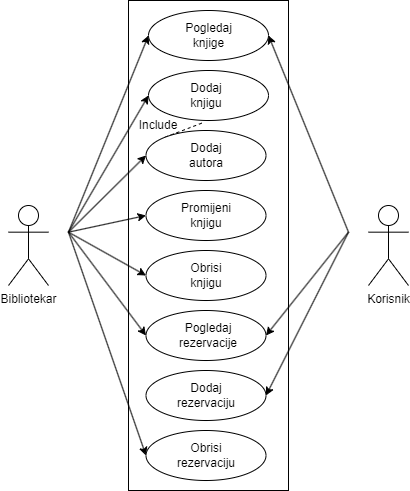 Pogledaj
knjige
Dodaj
knjigu
Include
Dodaj
autora
Promijeni
knjigu
Bibliotekar
Korisnik
Obrisi
knjigu
Pogledaj
rezervacije
Dodaj
rezervaciju
Obrisi
rezervaciju